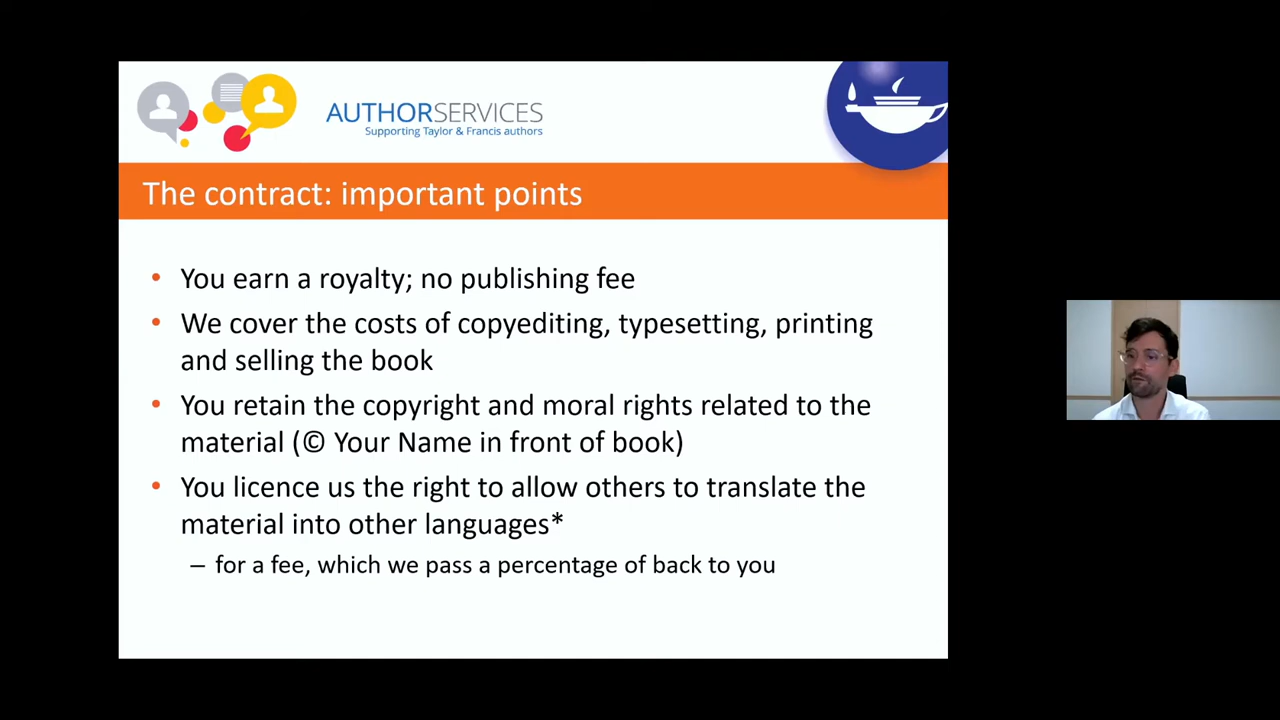 AUTHORSERVICES
Supporting Taylor & Francis authors
The contract: important points
• You earn a royalty; no publishing fee
• We cover the costs of copyediting, typesetting, printing
and selling the book
• You retain the copyright and moral rights related to the
material (© Your Name in front of book)
• You licence us the right to allow others to translate the
material into other languages*
– for a fee, which we pass a percentage of back to you